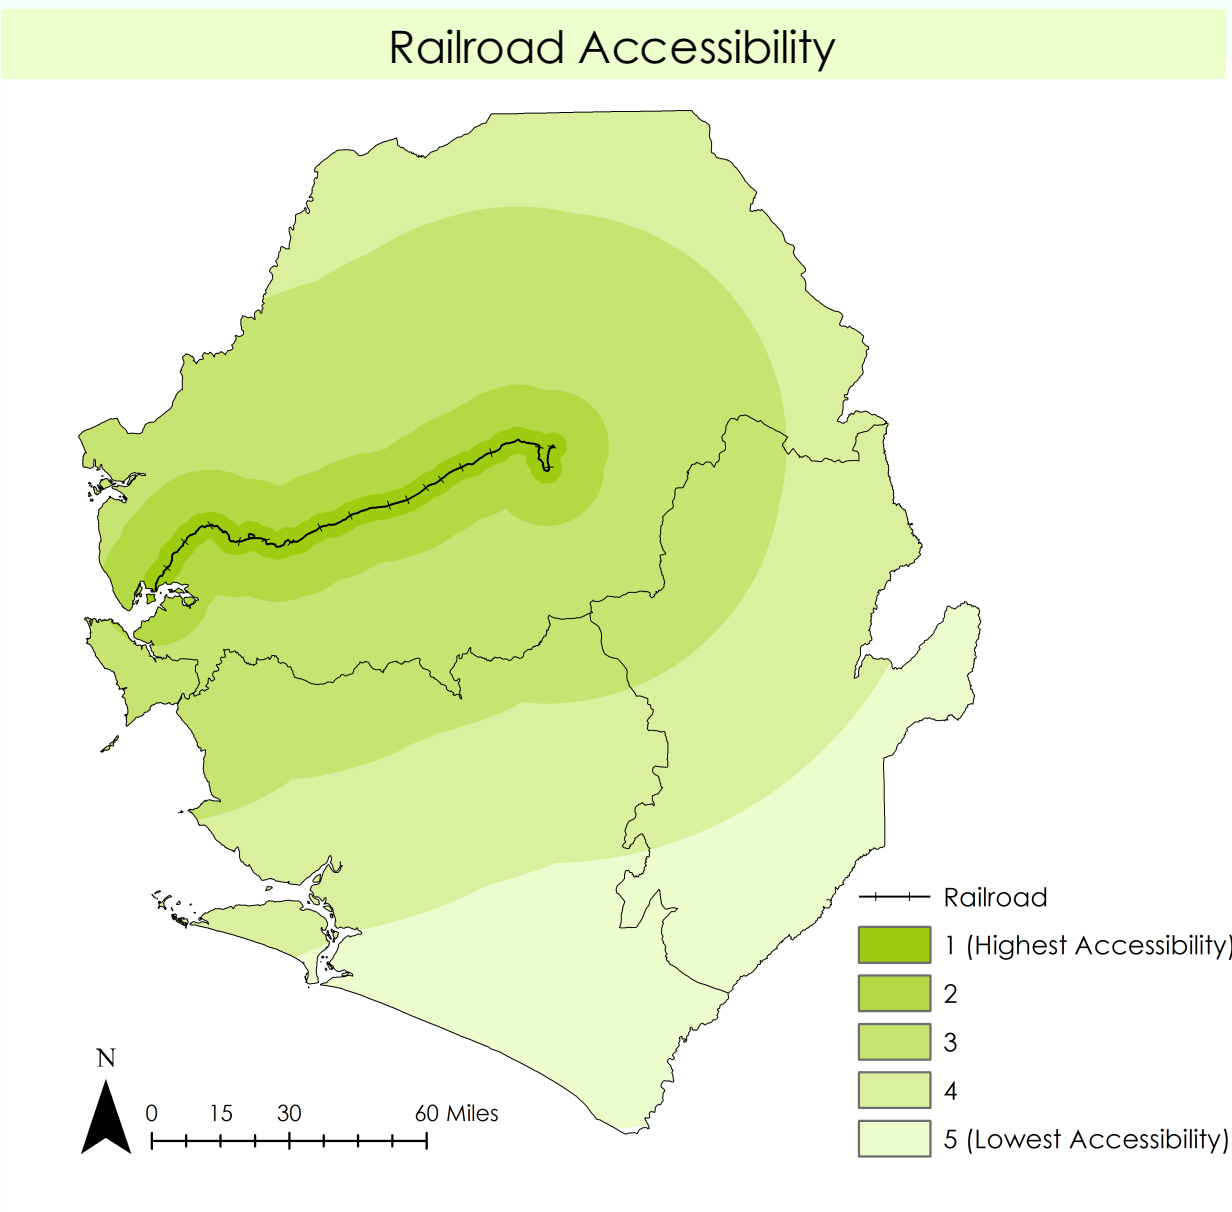 Railroad Accessibility
Railroad
1 (Highest Accessibility)
2
3
4
5 (Lowest Accessibility)
N
0 15 30 60 Miles